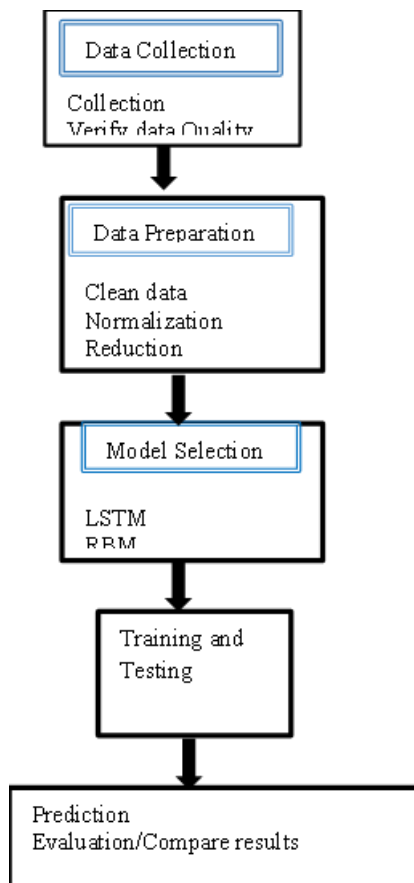 Data Collection
Collection
Verify data Quality
Data Preparation
Clean data
Normalization
Reduction
Model Selection
LSTM
RBM
Training and
Testing
Prediction
Evaluation/Compare results